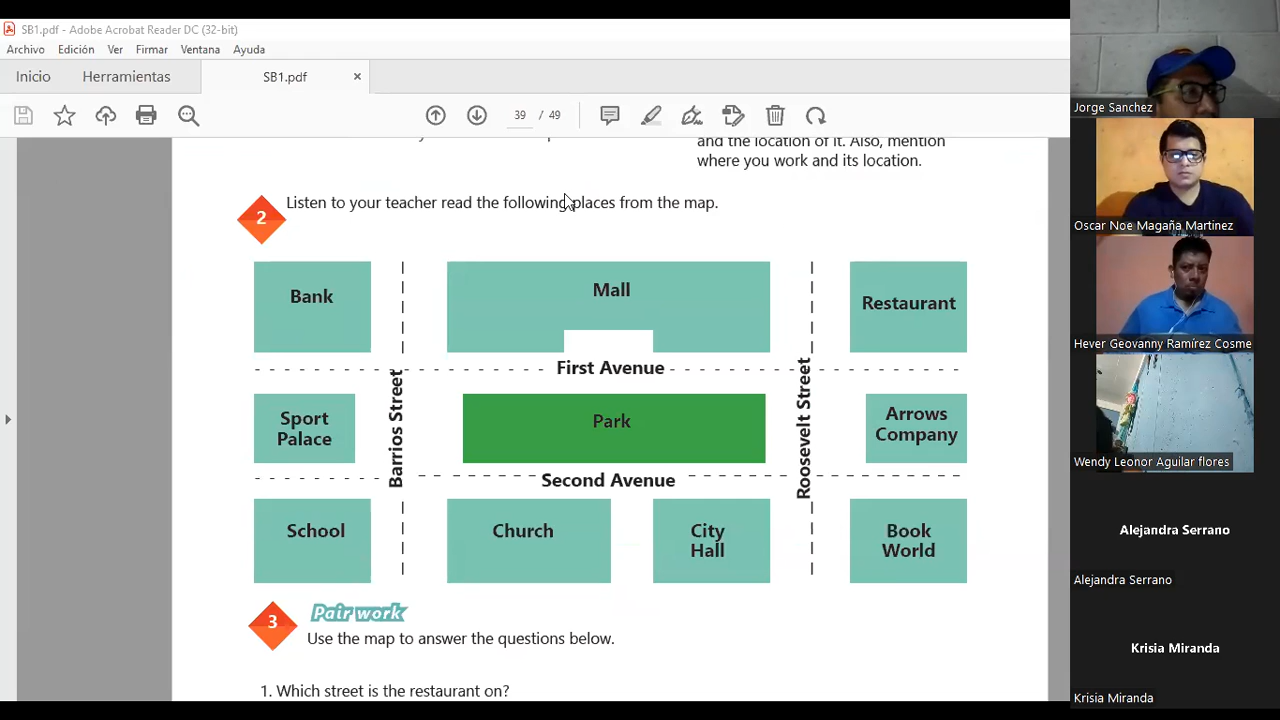 SB1.pdf - Adobe Acrobat Reader DC (32-bit)
Archivo Edición Ver Firmar Ventana Ayuda
Inicio Herramientas SB1.pdf ×
39 / 49
and the location of it. Also, mention
where you work and its location.
2 Listen to your teacher read the following places from the map.
Bank Mall Restaurant
First Avenue
Sport Palace
Barrios Street
Park
Roosevelt Street
Arrows Company
Second Avenue
School Church City Hall Book World
3 Pair work
Use the map to answer the questions below.
1. Which street is the restaurant on?
Jorge Sanchez
Oscar Noe Magaña Martinez
Hever Geovanny Ramírez Cosme
Wendy Leonor Aguilar flores
Alejandra Serrano
Alejandra Serrano
Krisia Miranda
Krisia Miranda